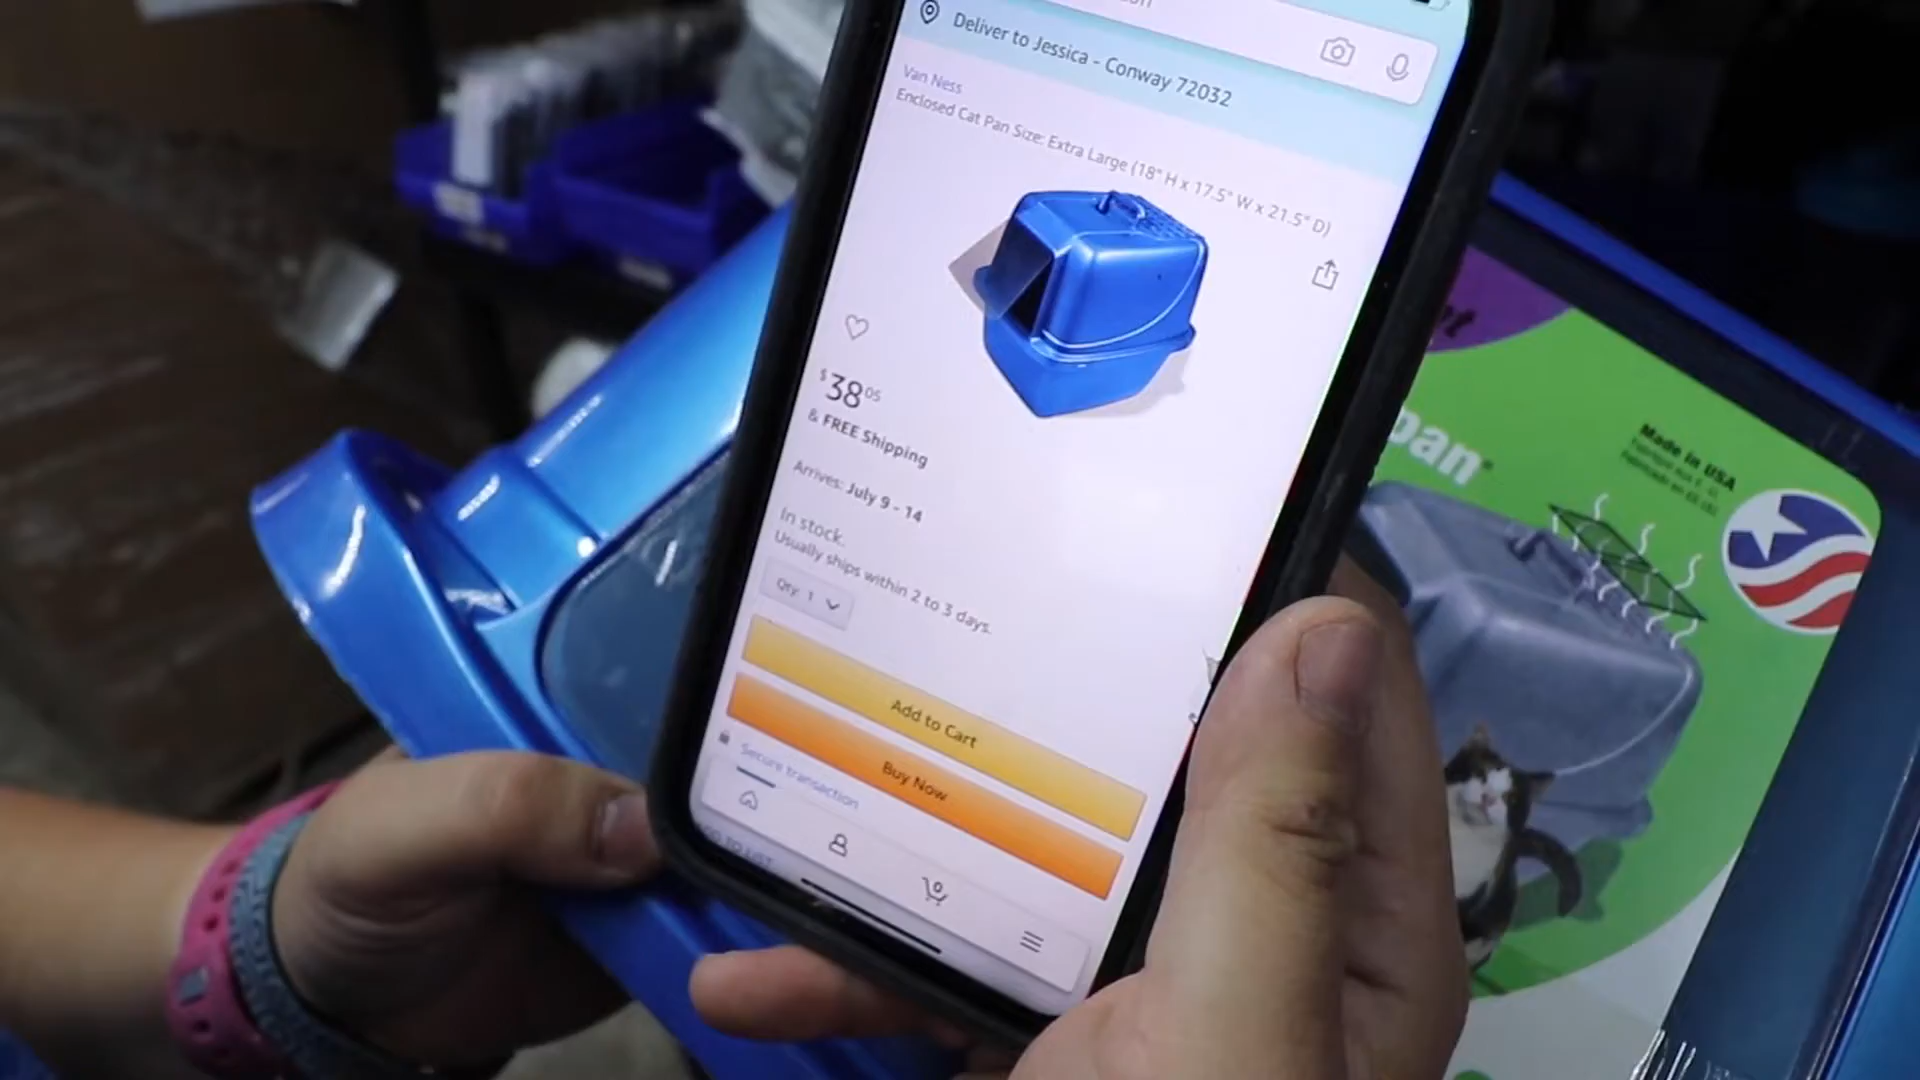 Deliver to Jessica - Conway 72032
Van Ness
Enclosed Cat Pan Size: Extra Large (18" H x 17.5" W x 21.5" D)
$38 05
& FREE Shipping
Arrives: July 9 - 14
In stock.
Usually ships within 2 to 3 days.
Qty: 1
Add to Cart
Buy Now
Secure transaction
0
pan
Made in USA